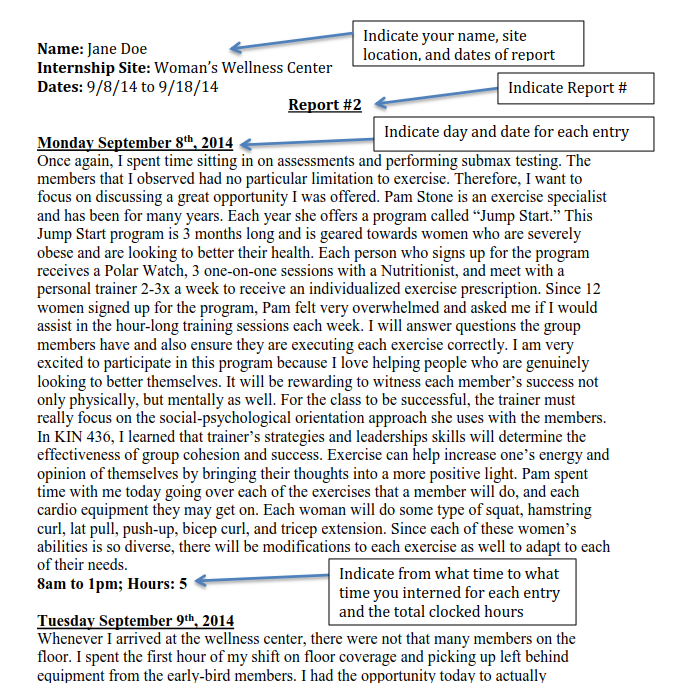 Name: Jane Doe
Internship Site: Woman's Wellness Center
Dates: 9/8/14 to 9/18/14
Indicate your name, site
location, and dates of report
Indicate Report #
Report #2
Indicate day and date for each entry
Monday September 8th, 2014
Once again, I spent time sitting in on assessments and performing submax testing. The
members that I observed had no particular limitation to exercise. Therefore, I want to
focus on discussing a great opportunity I was offered. Pam Stone is an exercise specialist
and has been for many years. Each year she offers a program called “Jump Start.” This
Jump Start program is 3 months long and is geared towards women who are severely
obese and are looking to better their health. Each person who signs up for the program
receives a Polar Watch, 3 one-on-one sessions with a Nutritionist, and meet with a
personal trainer 2-3x a week to receive an individualized exercise prescription. Since 12
women signed up for the program, Pam felt very overwhelmed and asked me if I would
assist in the hour-long training sessions each week. I will answer questions the group
members have and also ensure they are executing each exercise correctly. I am very
excited to participate in this program because I love helping people who are genuinely
looking to better themselves. It will be rewarding to witness each member's success not
only physically, but mentally as well. For the class to be successful, the trainer must
really focus on the social-psychological orientation approach she uses with the members.
In KIN 436, I learned that trainer's strategies and leaderships skills will determine the
effectiveness of group cohesion and success. Exercise can help increase one's energy and
opinion of themselves by bringing their thoughts into a more positive light. Pam spent
time with me today going over each of the exercises that a member will do, and each
cardio equipment they may get on. Each woman will do some type of squat, hamstring
curl, lat pull, push-up, bicep curl, and tricep extension. Since each of these women's
abilities is so diverse, there will be modifications to each exercise as well to adapt to each
of their needs.
8am to 1pm; Hours: 5
Indicate from what time to what
time you interned for each entry
and the total clocked hours
Tuesday September 9th, 2014
Whenever I arrived at the wellness center, there were not that many members on the
floor. I spent the first hour of my shift on floor coverage and picking up left behind
equipment from the early-bird members. I had the opportunity today to actually